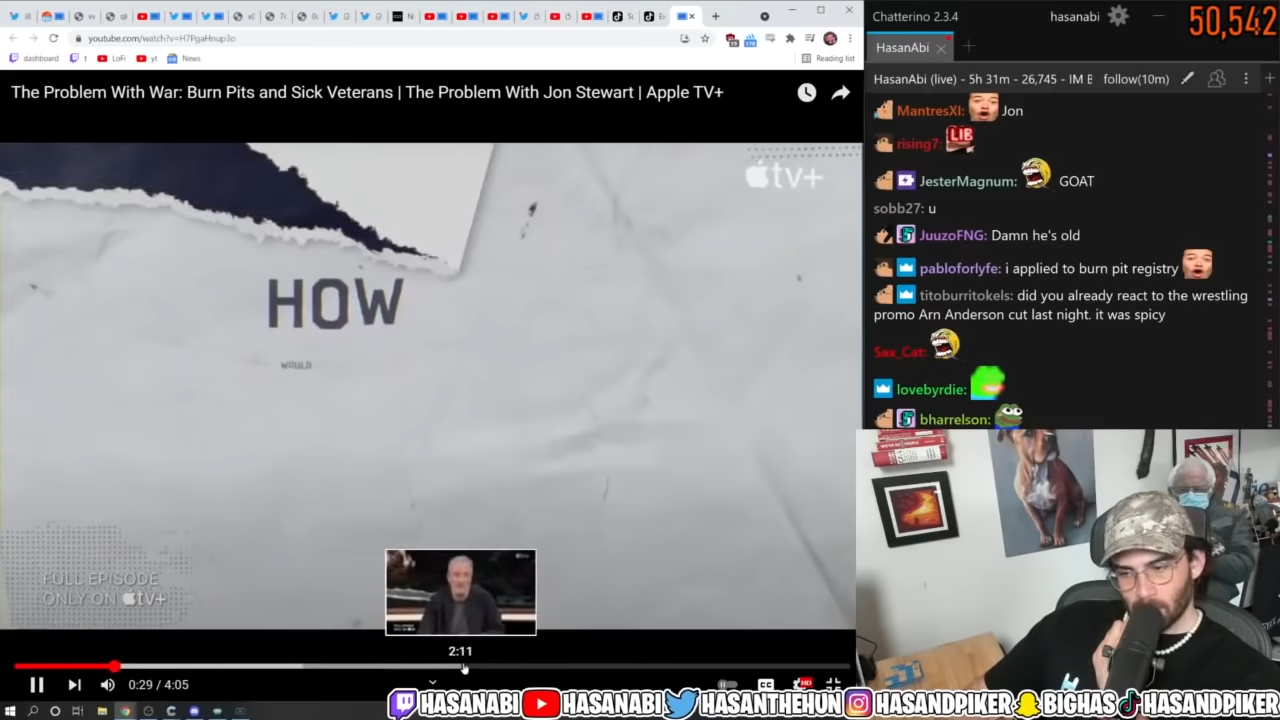 Chatterino 2.3.4
hasanabi
50,542
youtube.com/watch?v=H7PgaHnup3o
HasanAbi
dashboard
t
LoFi
yt
News
Reading list
HasanAbi (live) - 5h 31m - 26,745 - IM B
follow(10m)
The Problem With War: Burn Pits and Sick Veterans | The Problem With Jon Stewart | Apple TV+
MantresXI: Jon
rising7: LIB
tv+
JesterMagnum: GOAT
sobb27: u
JuuzoFNG: Damn he's old
pabloforlyfe: i applied to burn pit registry
titoburritokels: did you already react to the wrestling
promo Arn Anderson cut last night. it was spicy
Sax_Cat:
lovebyrdie:
bharrelson:
HOW
WOULD
FULL EPISODE
ONLY ON tv+
2:11
0:29 / 4:05
CC
HD
HASANABI HASANABI HASANTHEHUN HASANDPIKER BIGHAS HASANDPIKER